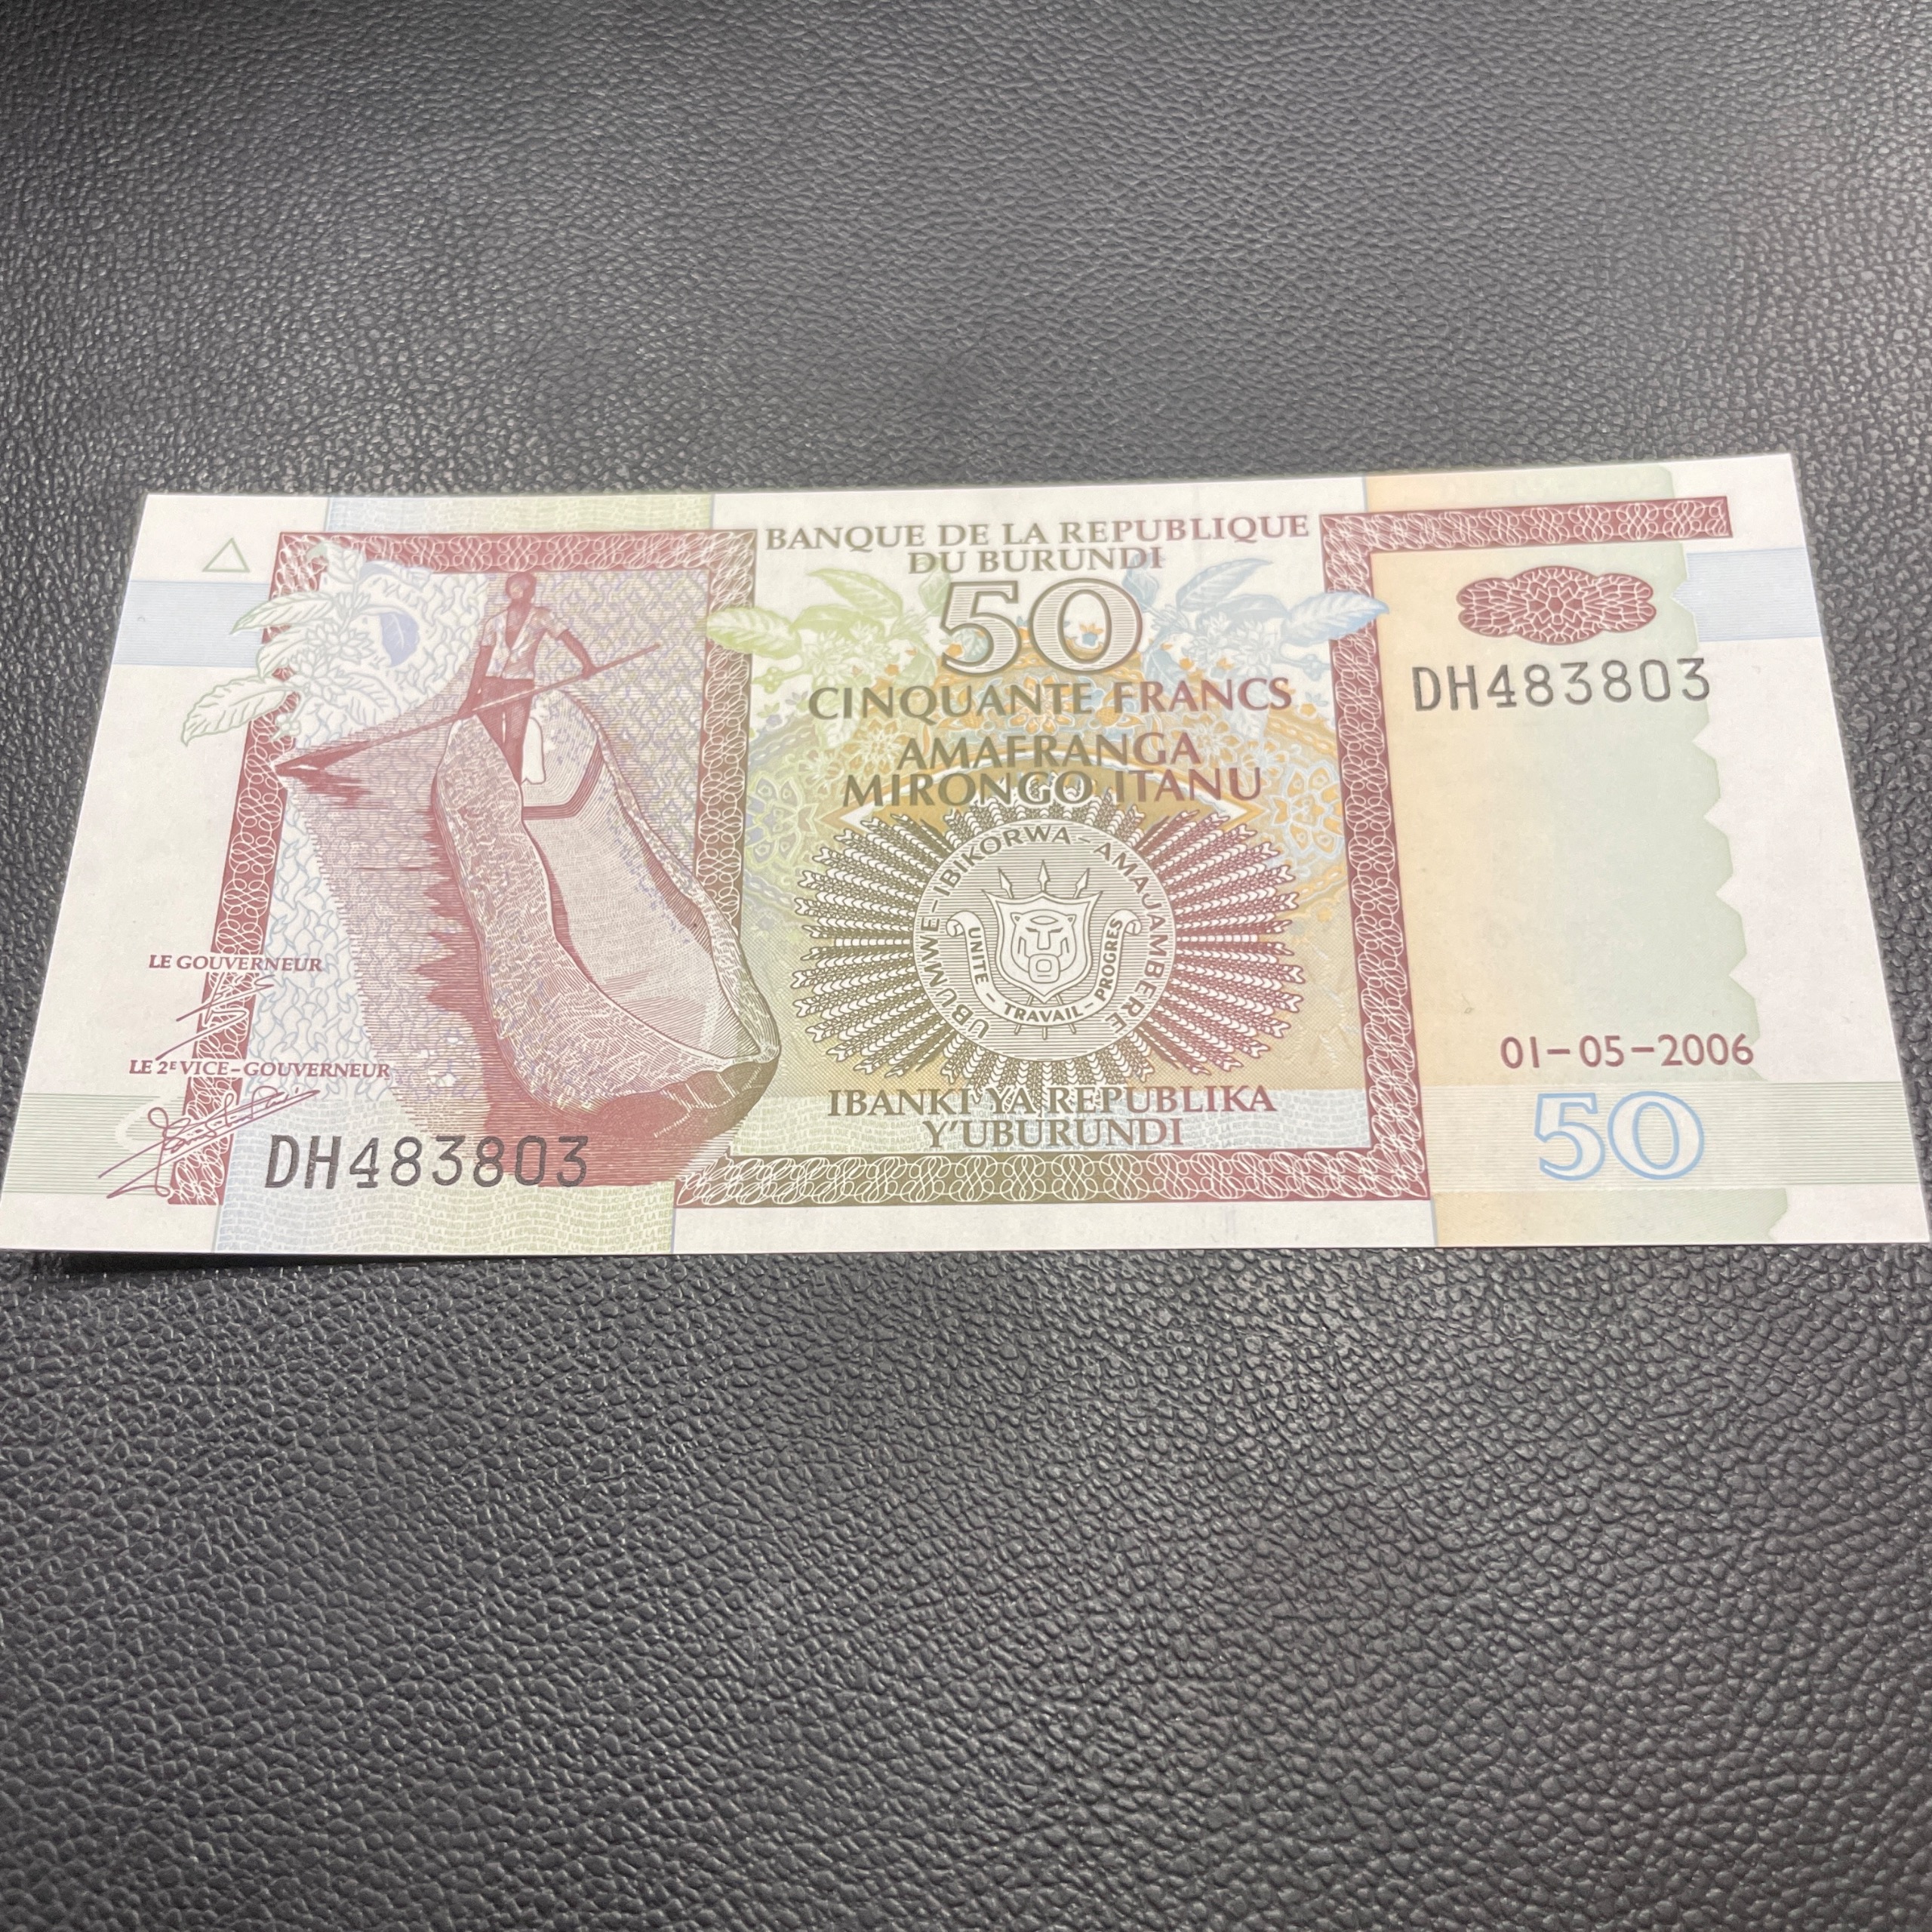 BANQUE DE LA REPUBLIQUE
DU BURUNDI
50
CINQUANTE FRANCS
AMAFRANGA
MIRONGO ITANU
DH483803
UBUMWE-IBIKORWA-AMAJAMBERE
UNITE - TRAVAIL - PROGRES
LE GOUVERNEUR
LE 2E VICE-GOUVERNEUR
DH483803
IBANKI YA REPUBLIKA
Y'UBURUNDI
01-05-2006
50